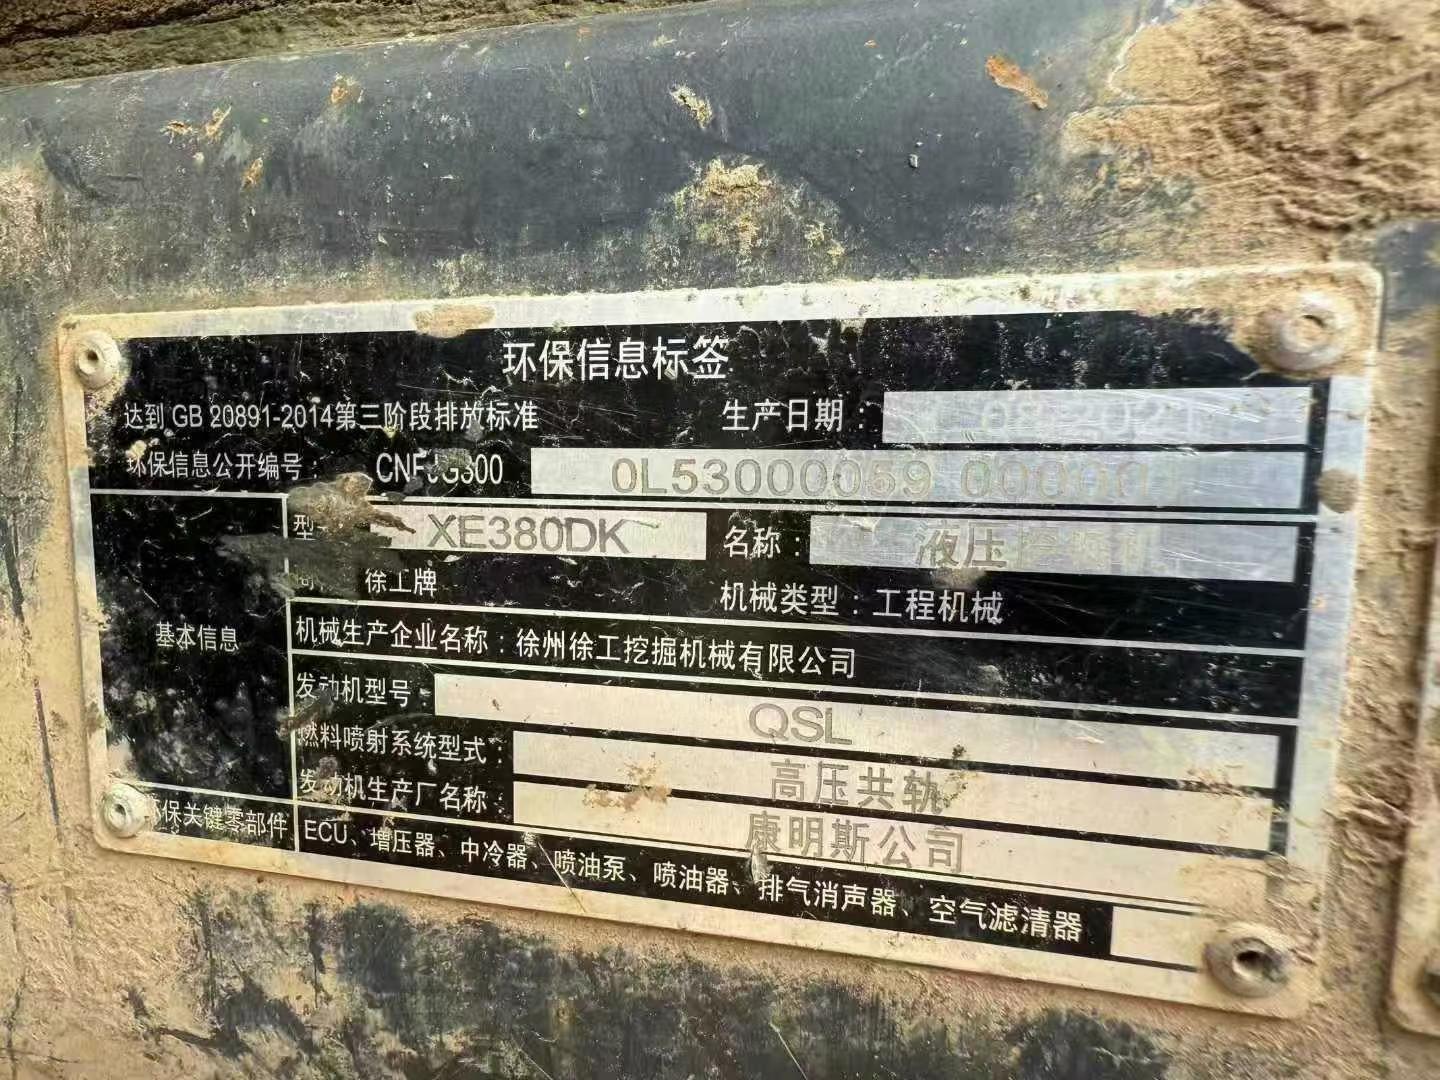 环保信息标签
达到 GB 20891-2014第三阶段排放标准 生产日期：
环保信息公开编号： 0L53000059 00000
基本信息
型 XE380DK 名称： 液压
徐工牌 机械类型：工程机械
机械生产企业名称：徐州徐工挖掘机械有限公司
发动机型号： QSL
燃料喷射系统型式： 高压共轨
发动机生产厂名称： 康明斯公司
环保关键零部件 ECU、增压器、中冷器、喷油泵、喷油器、排气消声器、空气滤清器